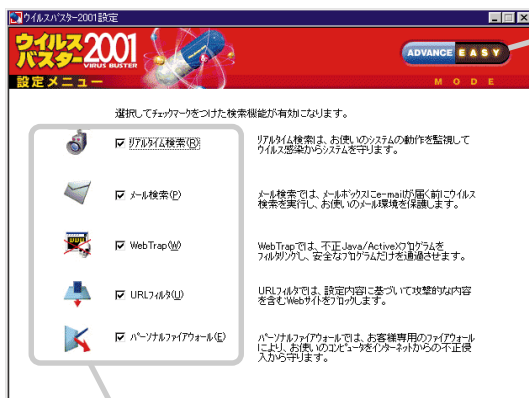 ウイルスバスター2001設定
ウイルス
バスター2001
VIRUS BUSTER
設定メニュー
ADVANCE EASY
MODE
選択してチェックマークをつけた検索機能が有効になります。
リアルタイム検索(R)
リアルタイム検索は、お使いのシステムの動作を監視して
ウイルス感染からシステムを守ります。
メール検索(P)
メール検索では、メールボックスにe-mailが届く前にウイルス
検索を実行し、お使いのメール環境を保護します。
WebTrap(W)
WebTrapでは、不正Java/ActiveXプログラムを
フィルタリングし、安全なプログラムだけを通過させます。
URLフィルタ(U)
URLフィルタでは、設定内容に基づいて攻撃的な内容
を含むWebサイトをブロックします。
パーソナルファイアウォール(E)
パーソナルファイアウォールでは、お客様専用のファイアウォール
により、お使いのコンピュータをインターネットからの不正侵
入から守ります。